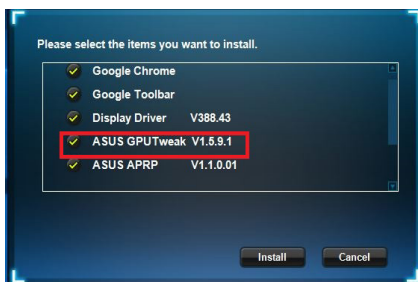 Please select the items you want to install.
Google Chrome
Google Toolbar
Display Driver V388.43
ASUS GPUTweak V1.5.9.1
ASUS APRP V1.1.0.01
Install Cancel